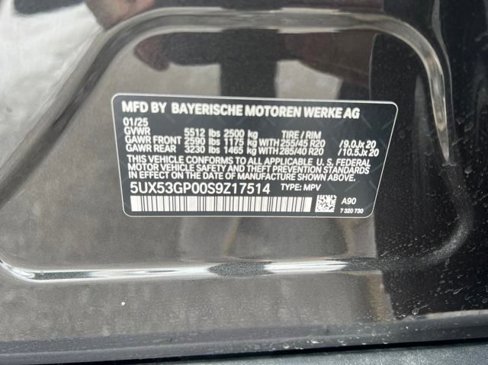 MFD BY BAYERISCHE MOTOREN WERKE AG
01/25
GVWR 5512 lbs 2500 kg TIRE / RIM
GAWR FRONT 2590 lbs 1175 kg with 255/45 R20 /9.0Jx 20
GAWR REAR 3230 lbs 1465 kg with 285/40 R20 /10.5Jx 20
THIS VEHICLE CONFORMS TO ALL APPLICABLE U. S. FEDERAL
MOTOR VEHICLE SAFETY AND THEFT PREVENTION STANDARDS
IN EFFECT ON THE DATE OF MANUFACTURE SHOWN ABOVE.
5UX53GP00S9Z17514 TYPE: MPV
A90
7 320 730